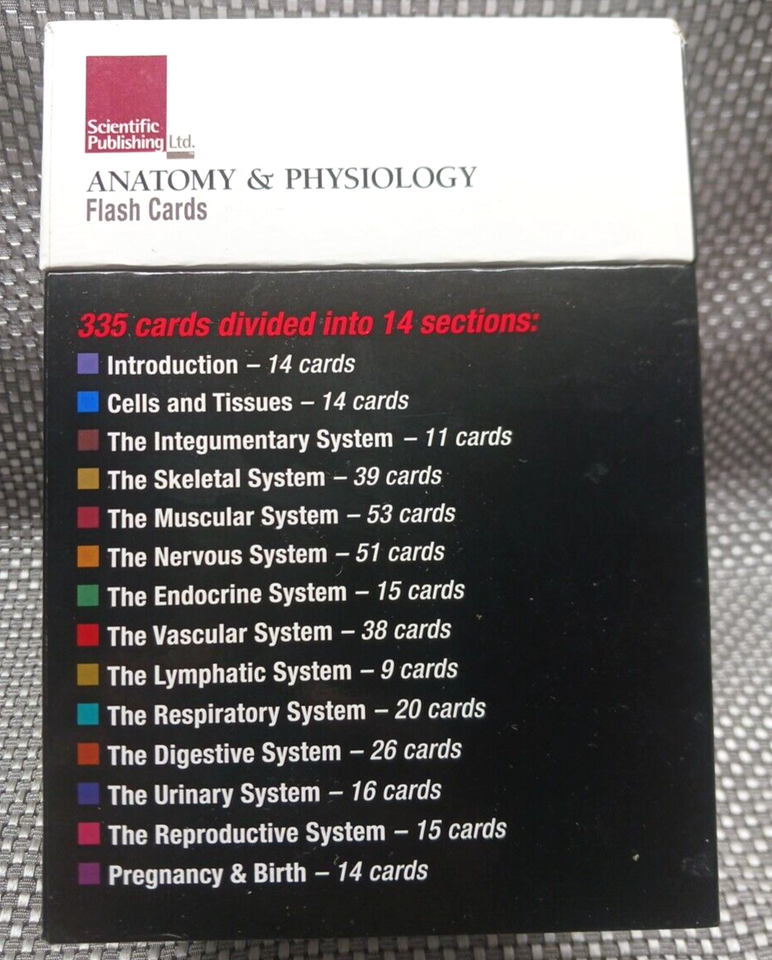 Scientific
Publishing Ltd.
ANATOMY & PHYSIOLOGY
Flash Cards
335 cards divided into 14 sections:
Introduction – 14 cards
Cells and Tissues – 14 cards
The Integumentary System – 11 cards
The Skeletal System – 39 cards
The Muscular System – 53 cards
The Nervous System – 51 cards
The Endocrine System – 15 cards
The Vascular System – 38 cards
The Lymphatic System – 9 cards
The Respiratory System – 20 cards
The Digestive System – 26 cards
The Urinary System – 16 cards
The Reproductive System – 15 cards
Pregnancy & Birth – 14 cards